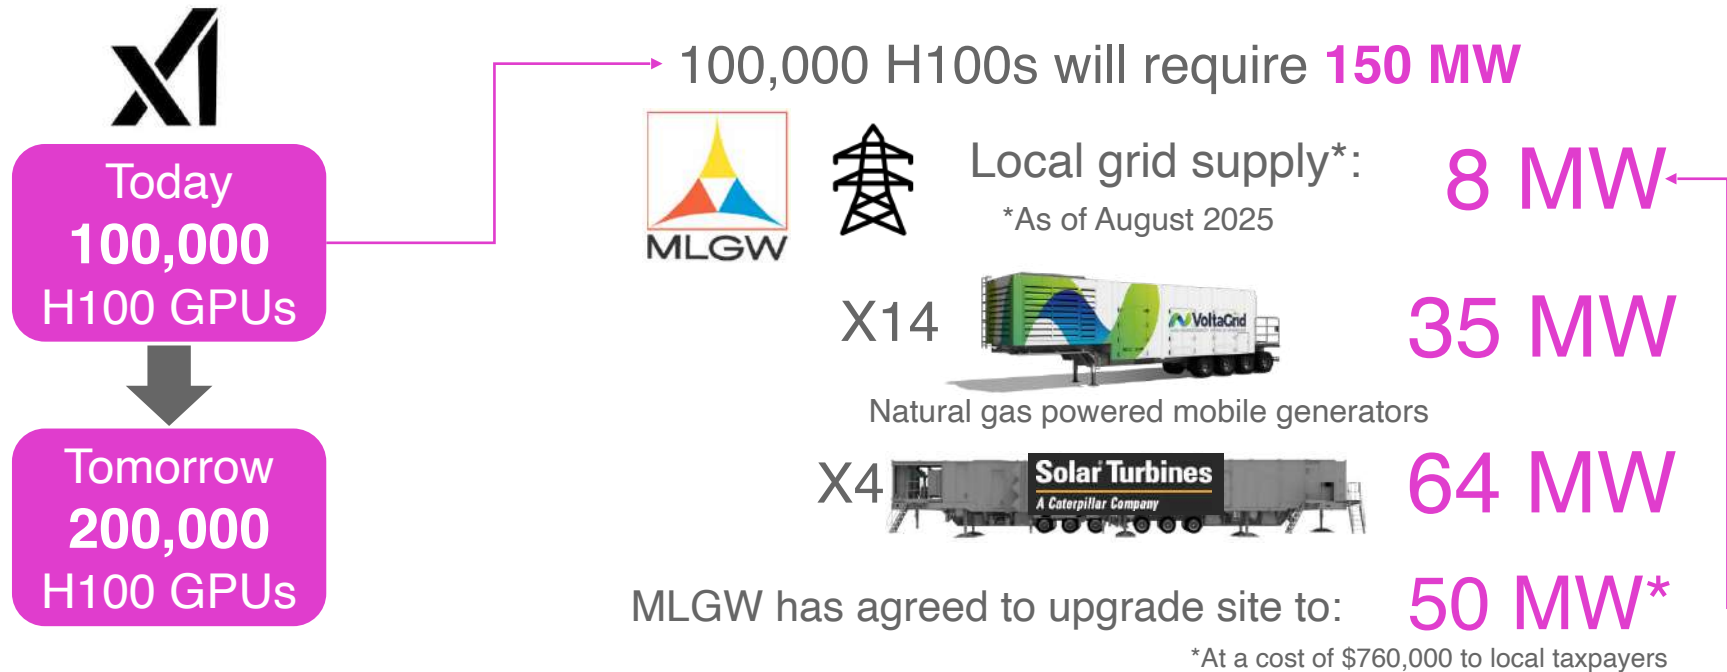 xI
Today
100,000
H100 GPUs
Tomorrow
200,000
H100 GPUs
100,000 H100s will require 150 MW
MLGW
Local grid supply*:
8 MW
*As of August 2025
X14
VoltaGrid
35 MW
Natural gas powered mobile generators
X4
Solar Turbines
A Caterpillar Company
64 MW
MLGW has agreed to upgrade site to:
50 MW*
*At a cost of $760,000 to local taxpayers